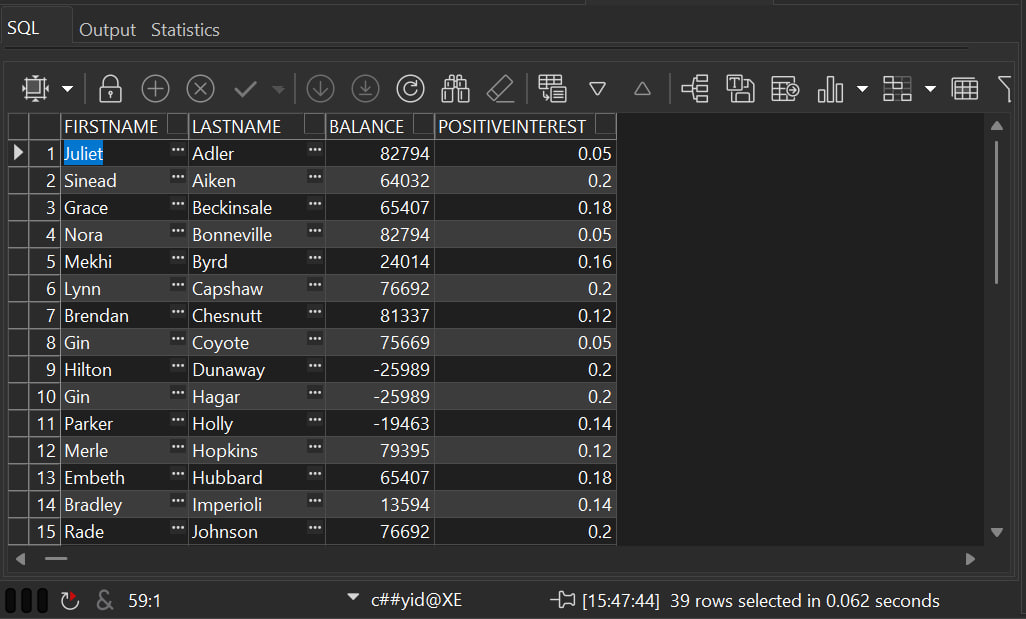 SQL Output Statistics
FIRSTNAME LASTNAME BALANCE POSITIVEINTEREST
1 Juliet ... Adler ... 82794 0.05
2 Sinead ... Aiken ... 64032 0.2
3 Grace ... Beckinsale ... 65407 0.18
4 Nora ... Bonneville ... 82794 0.05
5 Mekhi ... Byrd ... 24014 0.16
6 Lynn ... Capshaw ... 76692 0.2
7 Brendan ... Chesnutt ... 81337 0.12
8 Gin ... Coyote ... 75669 0.05
9 Hilton ... Dunaway ... -25989 0.2
10 Gin ... Hagar ... -25989 0.2
11 Parker ... Holly ... -19463 0.14
12 Merle ... Hopkins ... 79395 0.12
13 Embeth ... Hubbard ... 65407 0.18
14 Bradley ... Imperioli ... 13594 0.14
15 Rade ... Johnson ... 76692 0.2
& 59:1 c##yid@XE [15:47:44] 39 rows selected in 0.062 seconds